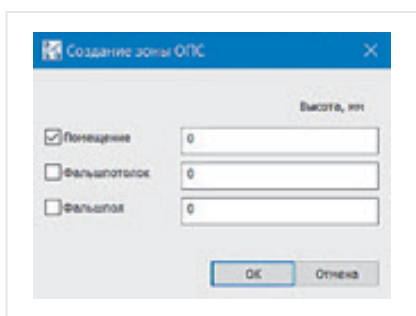 Создание зоны ОПС
Высота, мм
Помещение 0
Фальшпотолок 0
Фальшпол 0
ОК Отмена